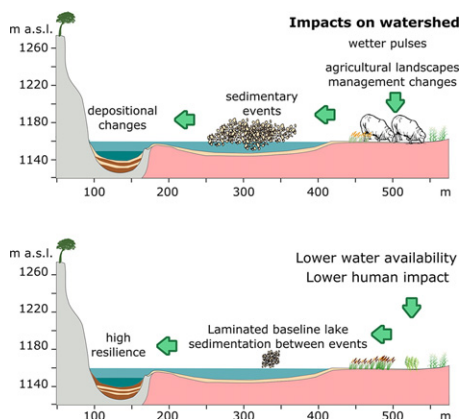 Impacts on watershed
m a.s.l.
wetter pulses
1260
agricultural landscapes
management changes
1220
sedimentary
events
depositional
changes
1180
1140
100
200
300
400
500
m
m a.s.l.
Lower water availability
1260
Lower human impact
1220
high
resilience
Laminated baseline lake
sedimentation between events
1180
1140
100
200
300
400
500
m